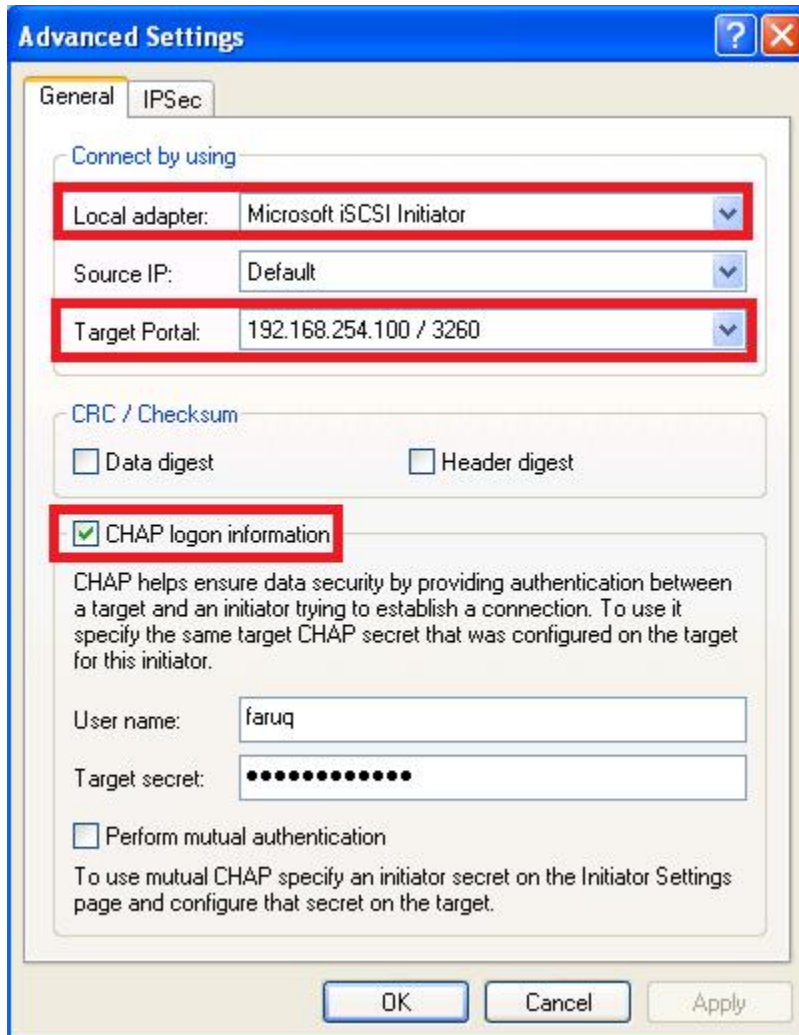 Advanced Settings
General
IPSec
Connect by using
Local adapter: Microsoft iSCSI Initiator
Source IP: Default
Target Portal: 192.168.254.100 / 3260
CRC / Checksum
Data digest
Header digest
CHAP logon information
CHAP helps ensure data security by providing authentication between
a target and an initiator trying to establish a connection. To use it
specify the same target CHAP secret that was configured on the target
for this initiator.
User name: faruq
Target secret: ●●●●●●●●●●●●
Perform mutual authentication
To use mutual CHAP specify an initiator secret on the Initiator Settings
page and configure that secret on the target.
OK
Cancel
Apply